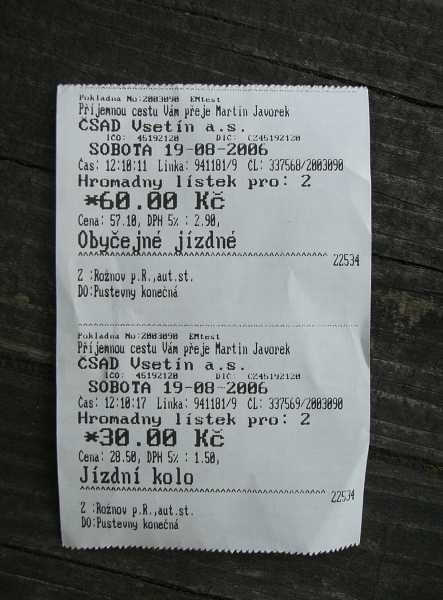 Pokladna No:2003090 EMtest
Příjemnou cestu Vám přeje Martin Javorek
ČSAD Vsetín a.s.
IČO: 45192120 DIČ: CZ45192120
SOBOTA 19-08-2006
Čas: 12:10:11 Linka: 941181/9 ČL: 337568/2003090
Hromadny lístek pro: 2
*60.00 Kč
Cena: 57.10, DPH 5% : 2.90,
Obyčejné jízdné
^^^^^^^^^^^^^^^^^^^^^^^^^^^^^^^^^^^^^^^^ 22534
Z :Rožnov p.R.,aut.st.
DO:Pustevny konečná
Pokladna No:2003090 EMtest
Příjemnou cestu Vám přeje Martin Javorek
ČSAD Vsetín a.s.
IČO: 45192120 DIČ: CZ45192120
SOBOTA 19-08-2006
Čas: 12:10:17 Linka: 941181/9 ČL: 337569/2003090
Hromadny lístek pro: 2
*30.00 Kč
Cena: 28.50, DPH 5% : 1.50,
Jízdní kolo
^^^^^^^^^^^^^^^^^^^^^^^^^^^^^^^^^^^^^^^^ 22534
Z :Rožnov p.R.,aut.st.
DO:Pustevny konečná